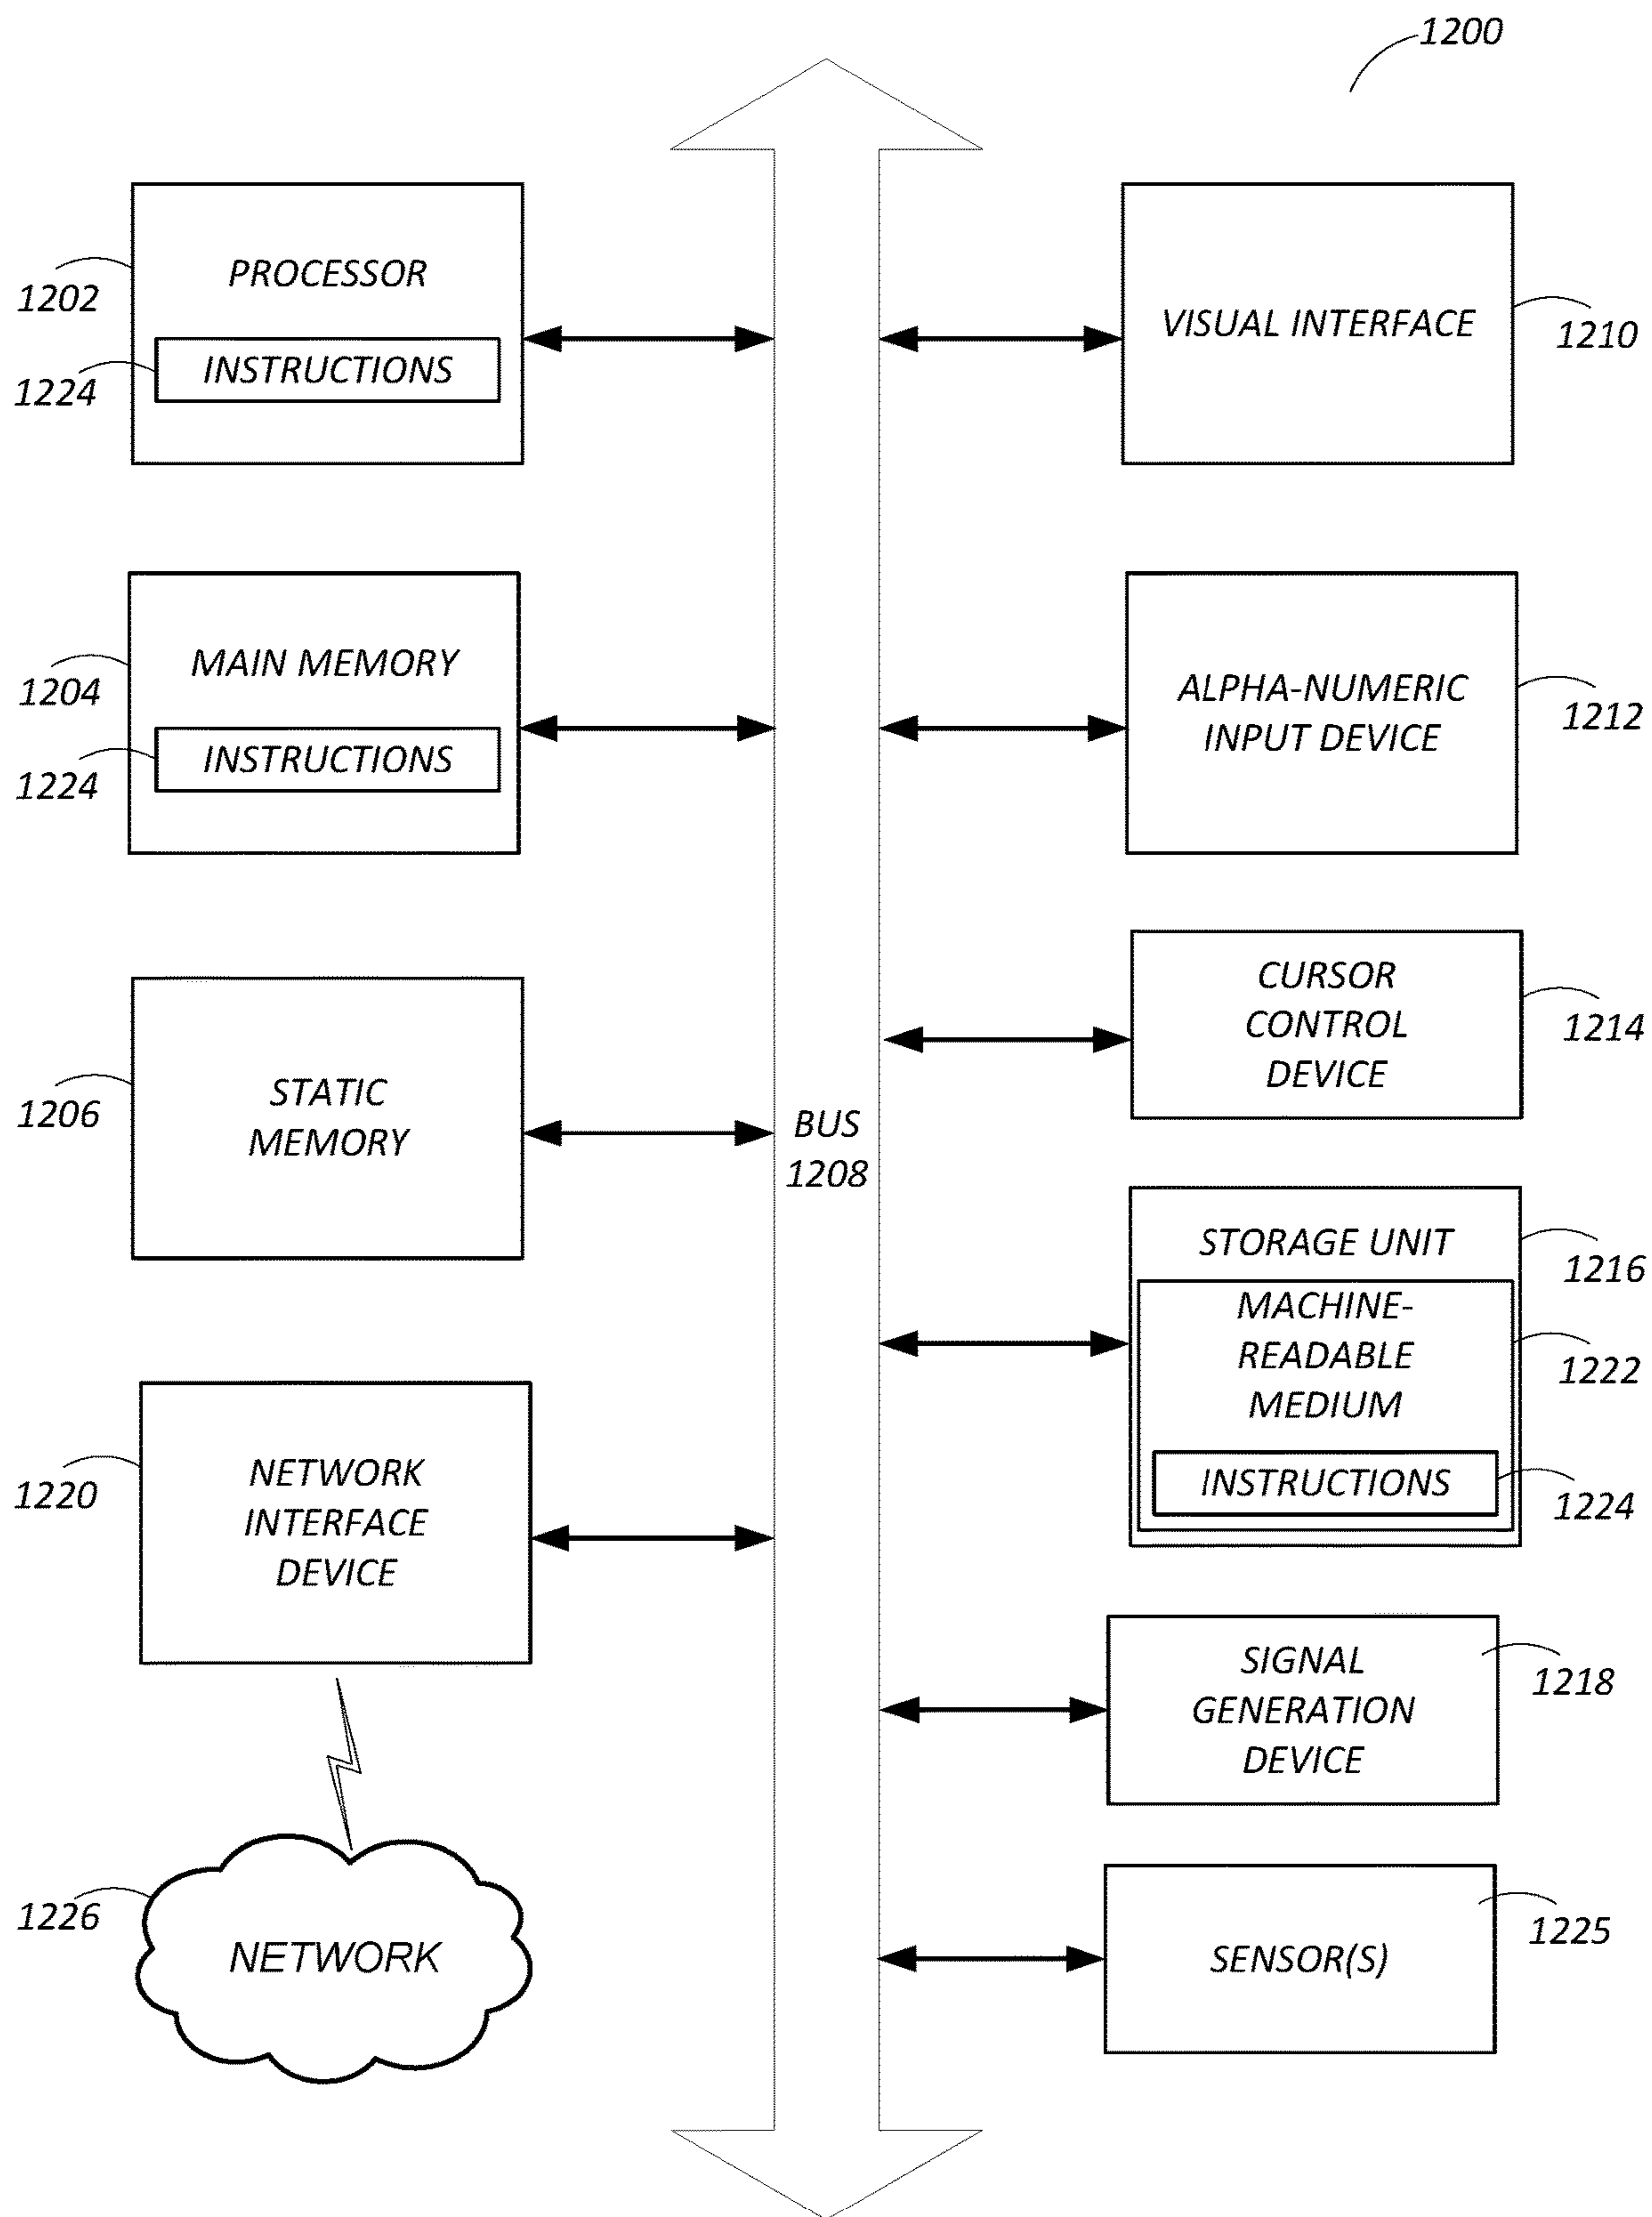 1200
PROCESSOR
1202
INSTRUCTIONS
1224
MAIN MEMORY
1204
INSTRUCTIONS
1224
STATIC
MEMORY
1206
NETWORK
INTERFACE
DEVICE
1220
NETWORK
1226
BUS
1208
VISUAL INTERFACE
1210
ALPHA-NUMERIC
INPUT DEVICE
1212
CURSOR
CONTROL
DEVICE
1214
STORAGE UNIT
1216
MACHINE-
READABLE
MEDIUM
1222
INSTRUCTIONS
1224
SIGNAL
GENERATION
DEVICE
1218
SENSOR(S)
1225